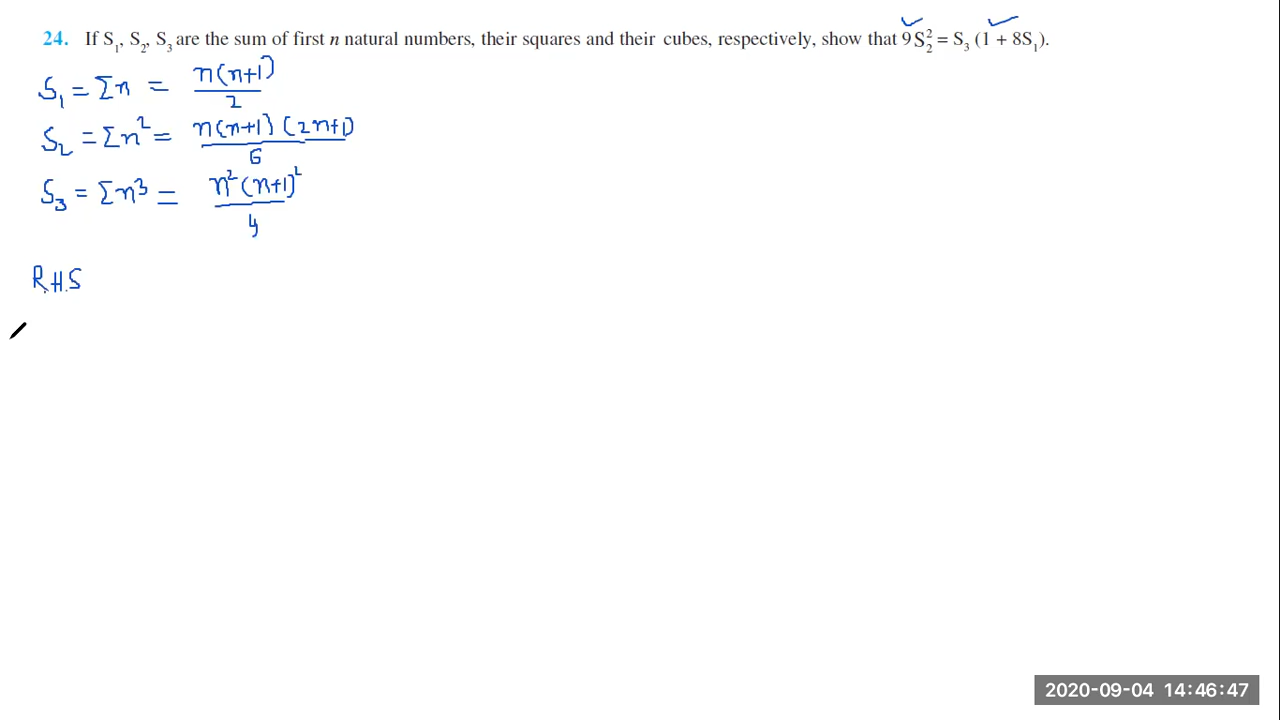 24. If S₁, S₂, S₃ are the sum of first n natural numbers, their squares and their cubes, respectively, show that 9S₂² = S₃ (1 + 8S₁).
S₁ = Σn = n(n+1)/2
S₂ = Σn² = n(n+1)(2n+1)/6
S₃ = Σn³ = n²(n+1)²/4
R.H.S
2020-09-04 14:46:47